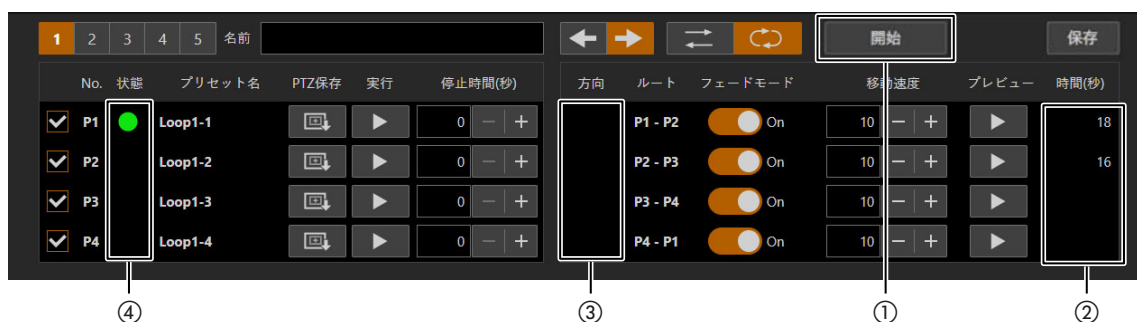 1 2 3 4 5 名前 開始 保存
No. 状態 プリセット名 PTZ保存 実行 停止時間(秒) 方向 ルート フェードモード 移動速度 プレビュー 時間(秒)
P1 Loop1-1 0 − + P1 - P2 On 10 − + 18
P2 Loop1-2 0 − + P2 - P3 On 10 − + 16
P3 Loop1-3 0 − + P3 - P4 On 10 − +
P4 Loop1-4 0 − + P4 - P1 On 10 − +
④ ③ ① ②